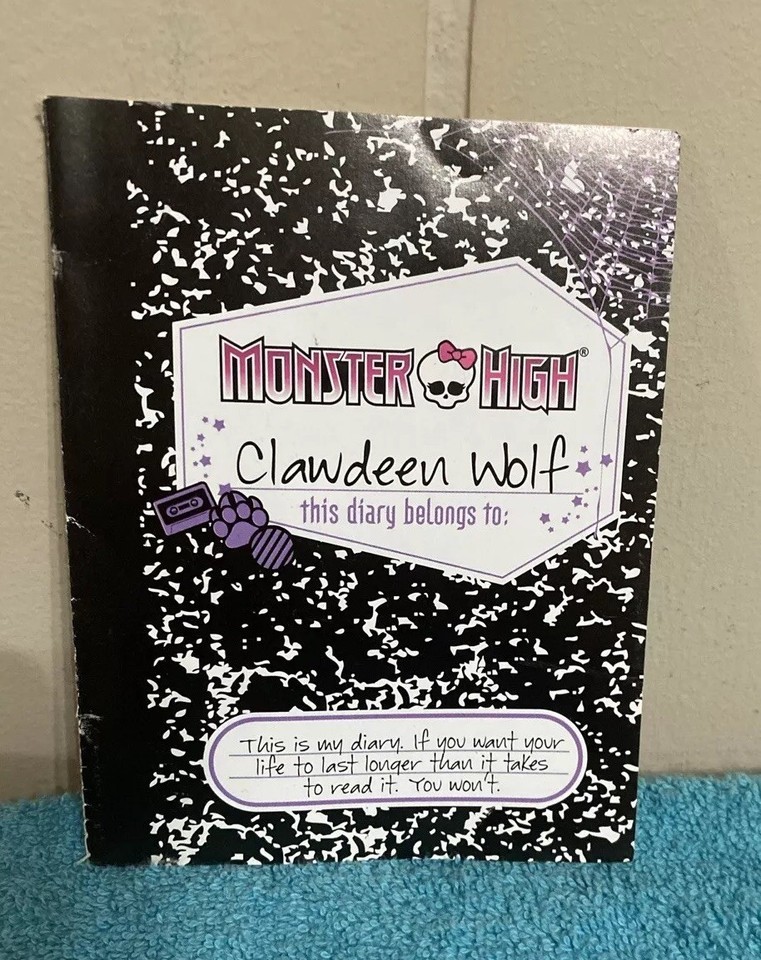 MONSTER HIGH®
Clawdeen Wolf
this diary belongs to:
This is my diary. If you want your
life to last longer than it takes
to read it. You won't.